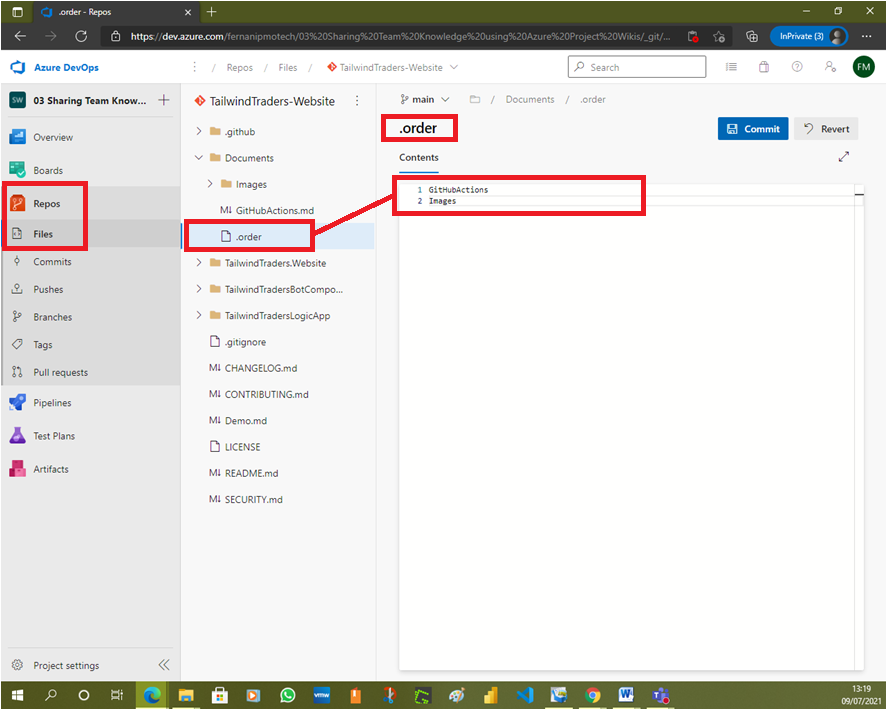 .order - Repos
https://dev.azure.com/fernanipmotech/03%20Sharing%20Team%20Knowledge%20using%20Azure%20Project%20Wikis/_git/...
InPrivate (3)
Azure DevOps
/ Repos / Files / TailwindTraders-Website
Search
FM
SW 03 Sharing Team Know...
Overview
Boards
Repos
Files
Commits
Pushes
Branches
Tags
Pull requests
Pipelines
Test Plans
Artifacts
Project settings
TailwindTraders-Website
.github
Documents
Images
GitHubActions.md
.order
TailwindTraders.Website
TailwindTradersBotCompo...
TailwindTradersLogicApp
.gitignore
CHANGELOG.md
CONTRIBUTING.md
Demo.md
LICENSE
README.md
SECURITY.md
main / Documents / .order
.order
Commit
Revert
Contents
1 GitHubActions
2 Images
vmw
13:19
09/07/2021